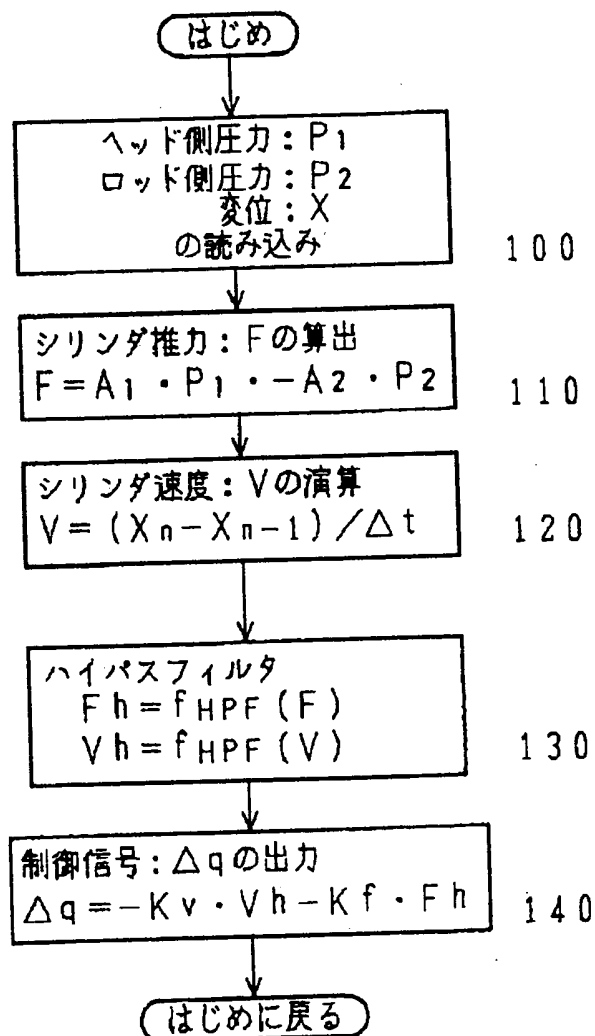 はじめ
ヘッド側圧力:P1
ロッド側圧力:P2
変位:X
の読み込み
100
シリンダ推力:Fの算出
F=A1・P1・-A2・P2
110
シリンダ速度:Vの演算
V=(Xn-Xn-1)/Δt
120
ハイパスフィルタ
Fh=fHPF(F)
Vh=fHPF(V)
130
制御信号:Δqの出力
Δq=-Kv・Vh-Kf・Fh
140
はじめに戻る